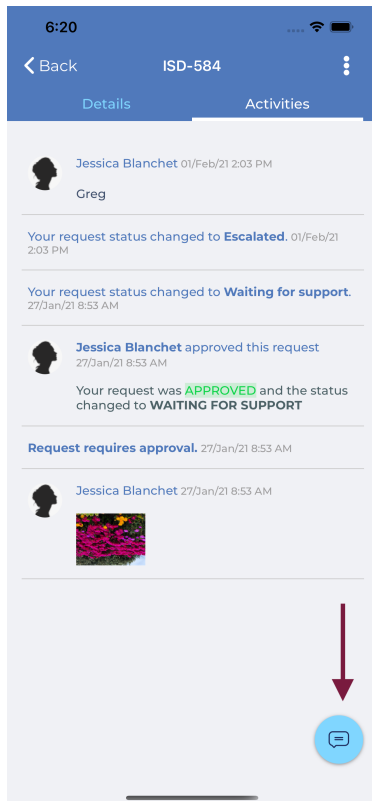 6:20
Back
ISD-584
Details
Activities
Jessica Blanchet 01/Feb/21 2:03 PM
Greg
Your request status changed to Escalated. 01/Feb/21
2:03 PM
Your request status changed to Waiting for support.
27/Jan/21 8:53 AM
Jessica Blanchet approved this request
27/Jan/21 8:53 AM
Your request was APPROVED and the status
changed to WAITING FOR SUPPORT
Request requires approval. 27/Jan/21 8:53 AM
Jessica Blanchet 27/Jan/21 8:53 AM